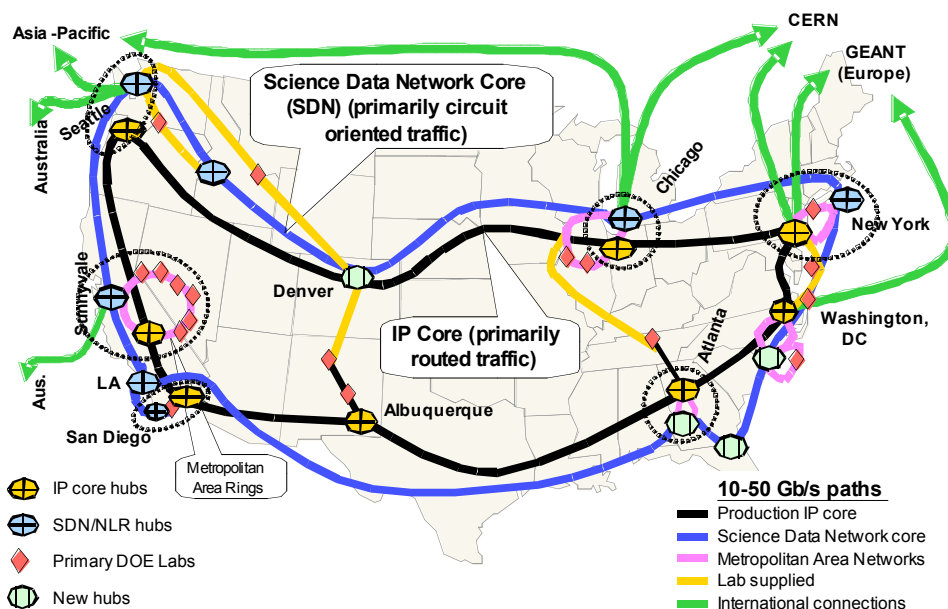 Asia -Pacific
CERN
GEANT
(Europe)
Science Data Network Core
(SDN) (primarily circuit
oriented traffic)
Seattle
Australia
Chicago
New York
Denver
Sunnyvale
IP Core (primarily
routed traffic)
Atlanta
Washington,
DC
Aus.
LA
Albuquerque
San Diego
Metropolitan
Area Rings
IP core hubs
SDN/NLR hubs
Primary DOE Labs
New hubs
10-50 Gb/s paths
Production IP core
Science Data Network core
Metropolitan Area Networks
Lab supplied
International connections